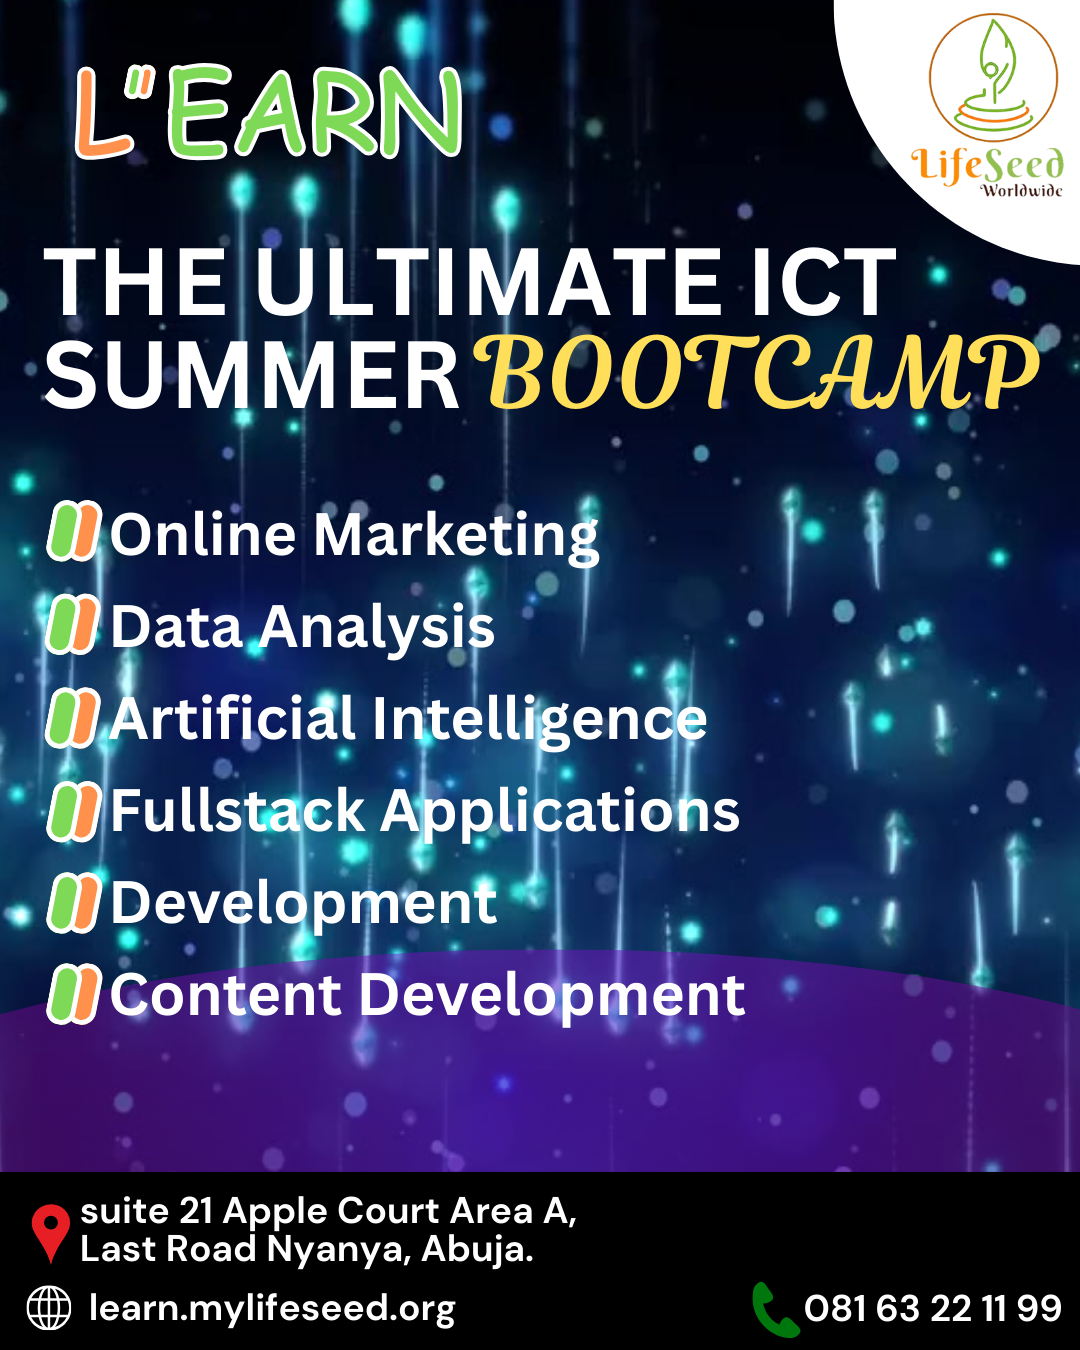 L"EARN
LifeSeed
Worldwide
THE ULTIMATE ICT
SUMMER BOOTCAMP
Online Marketing
Data Analysis
Artificial Intelligence
Fullstack Applications
Development
Content Development
suite 21 Apple Court Area A,
Last Road Nyanya, Abuja.
learn.mylifeseed.org
081 63 22 11 99